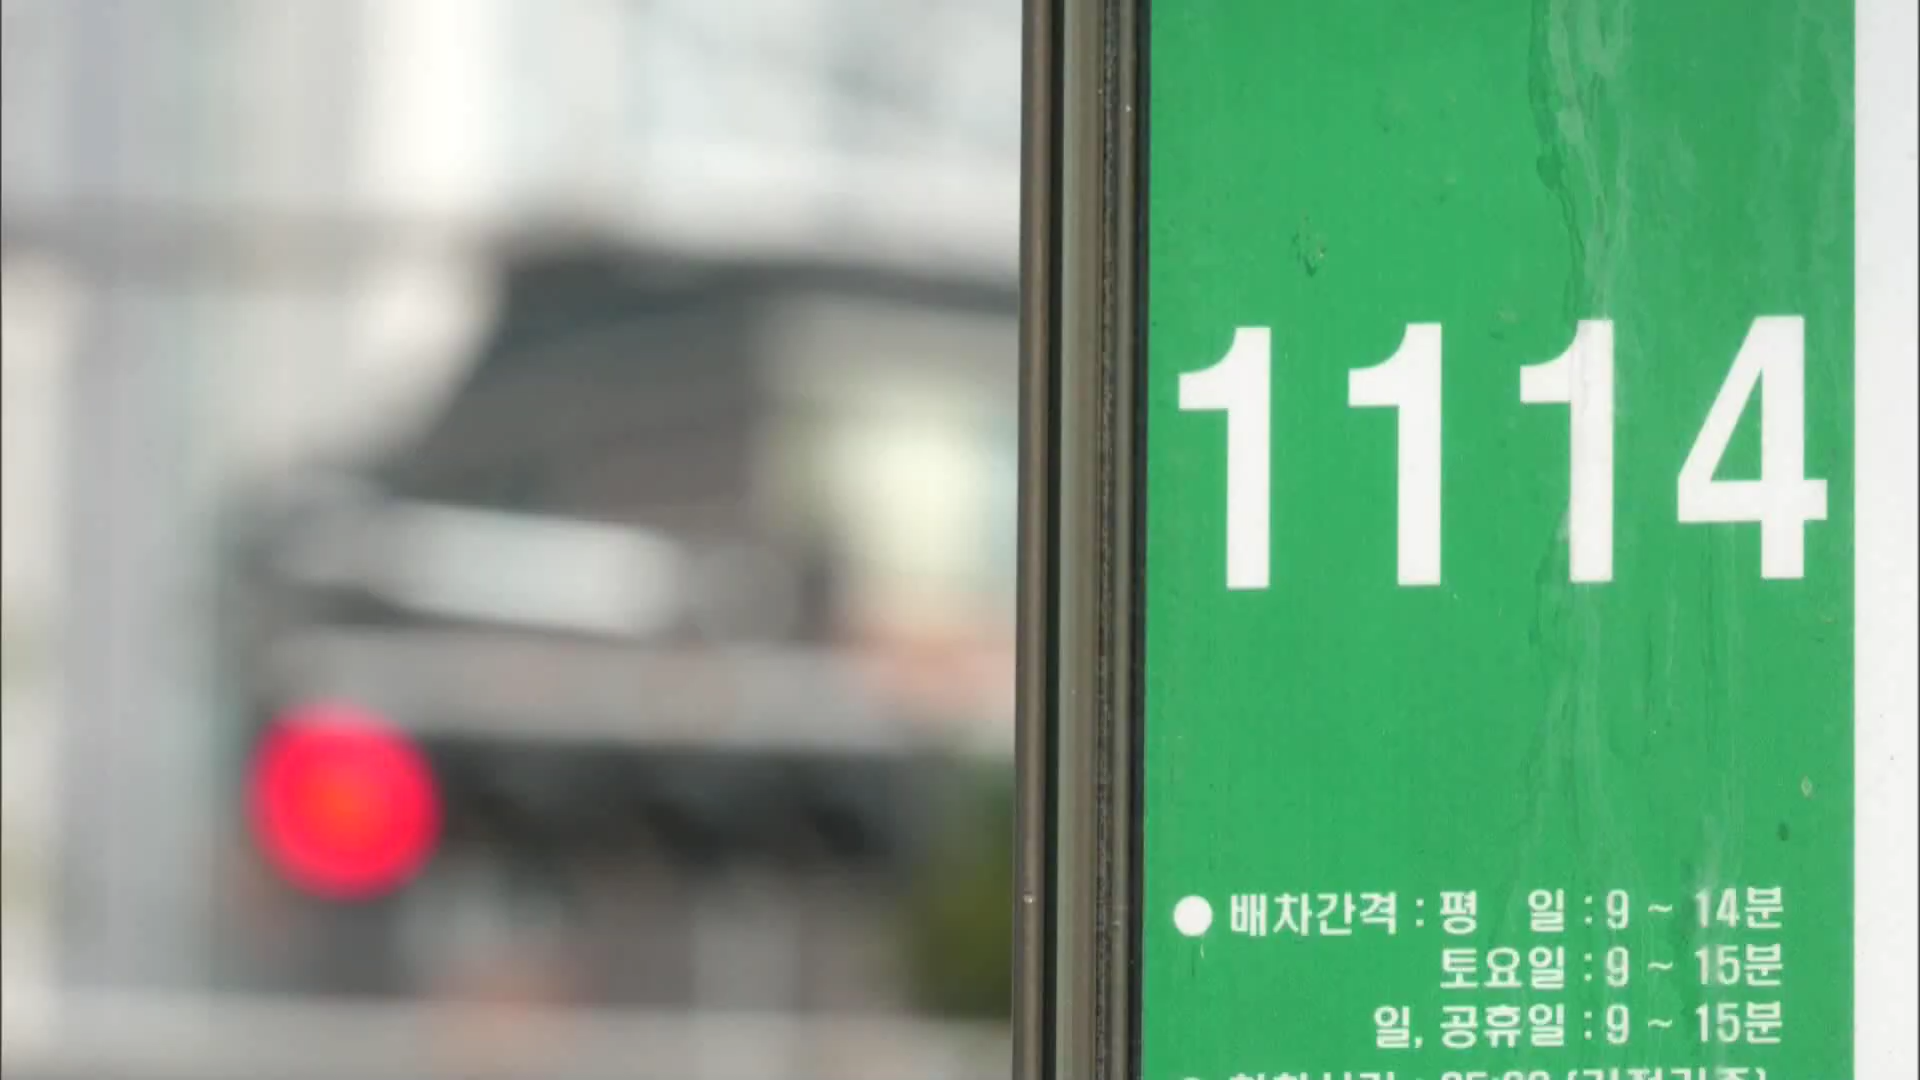 1114
● 배차간격 : 평 일 : 9 ~ 14분
토요일 : 9 ~ 15분
일, 공휴일 : 9 ~ 15분